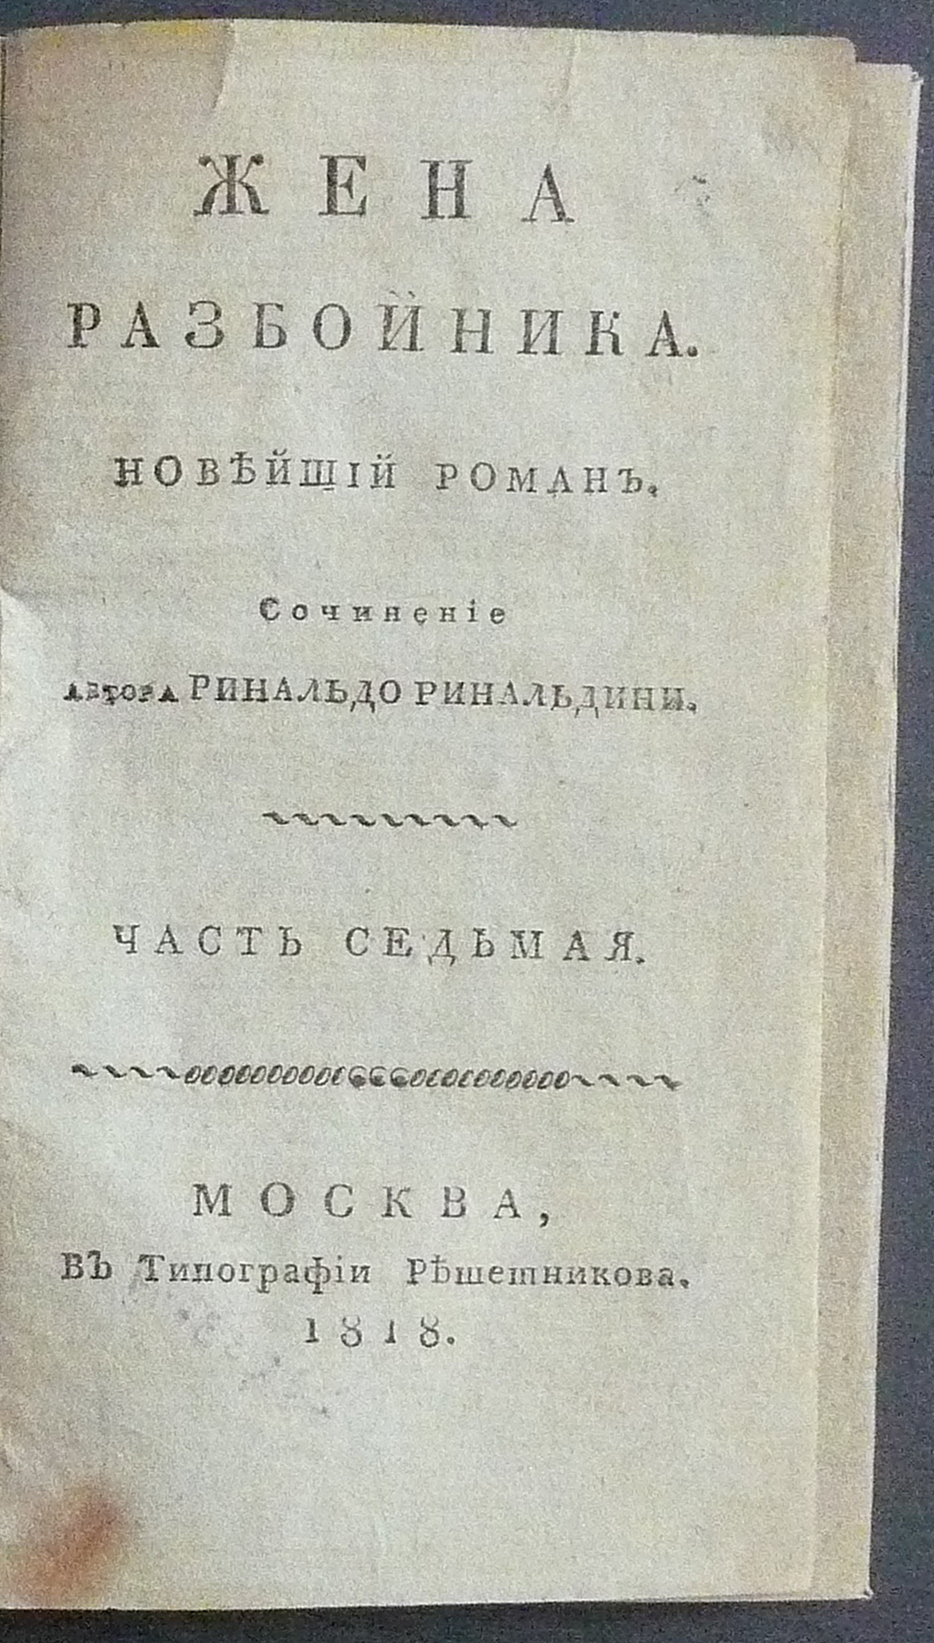 ЖЕНА
РАЗБОЙНИКА.
НОВѢЙШІЙ РОМАНЪ.
Сочиненіе
АВТОРА РИНАЛЬДО РИНАЛЬДИНИ.
ЧАСТЬ СЕДЬМАЯ.
МОСКВА,
Въ Типографіи Рѣшетникова.
1818.